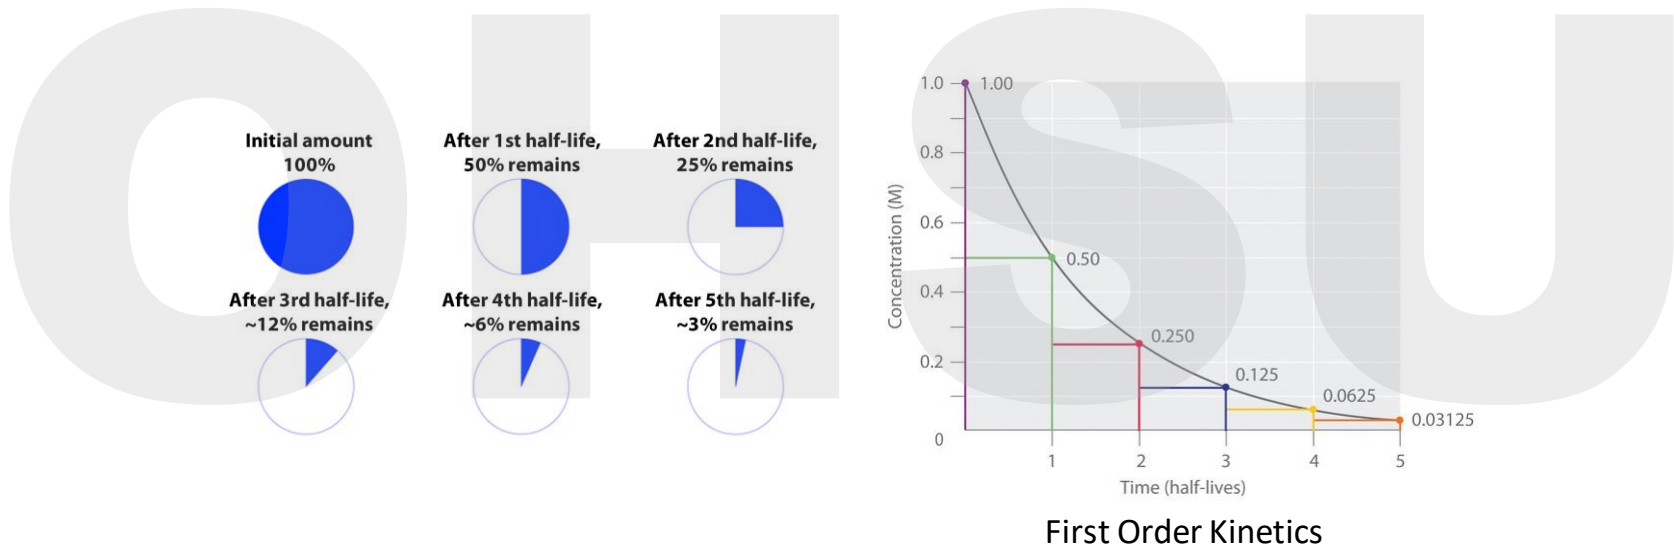 OHSU
Initial amount
100%
After 1st half-life,
50% remains
After 2nd half-life,
25% remains
After 3rd half-life,
~12% remains
After 4th half-life,
~6% remains
After 5th half-life,
~3% remains
Concentration (M)
1.0
0.8
0.6
0.4
0.2
0
1.00
0.50
0.250
0.125
0.0625
0.03125
1 2 3 4 5
Time (half-lives)
First Order Kinetics